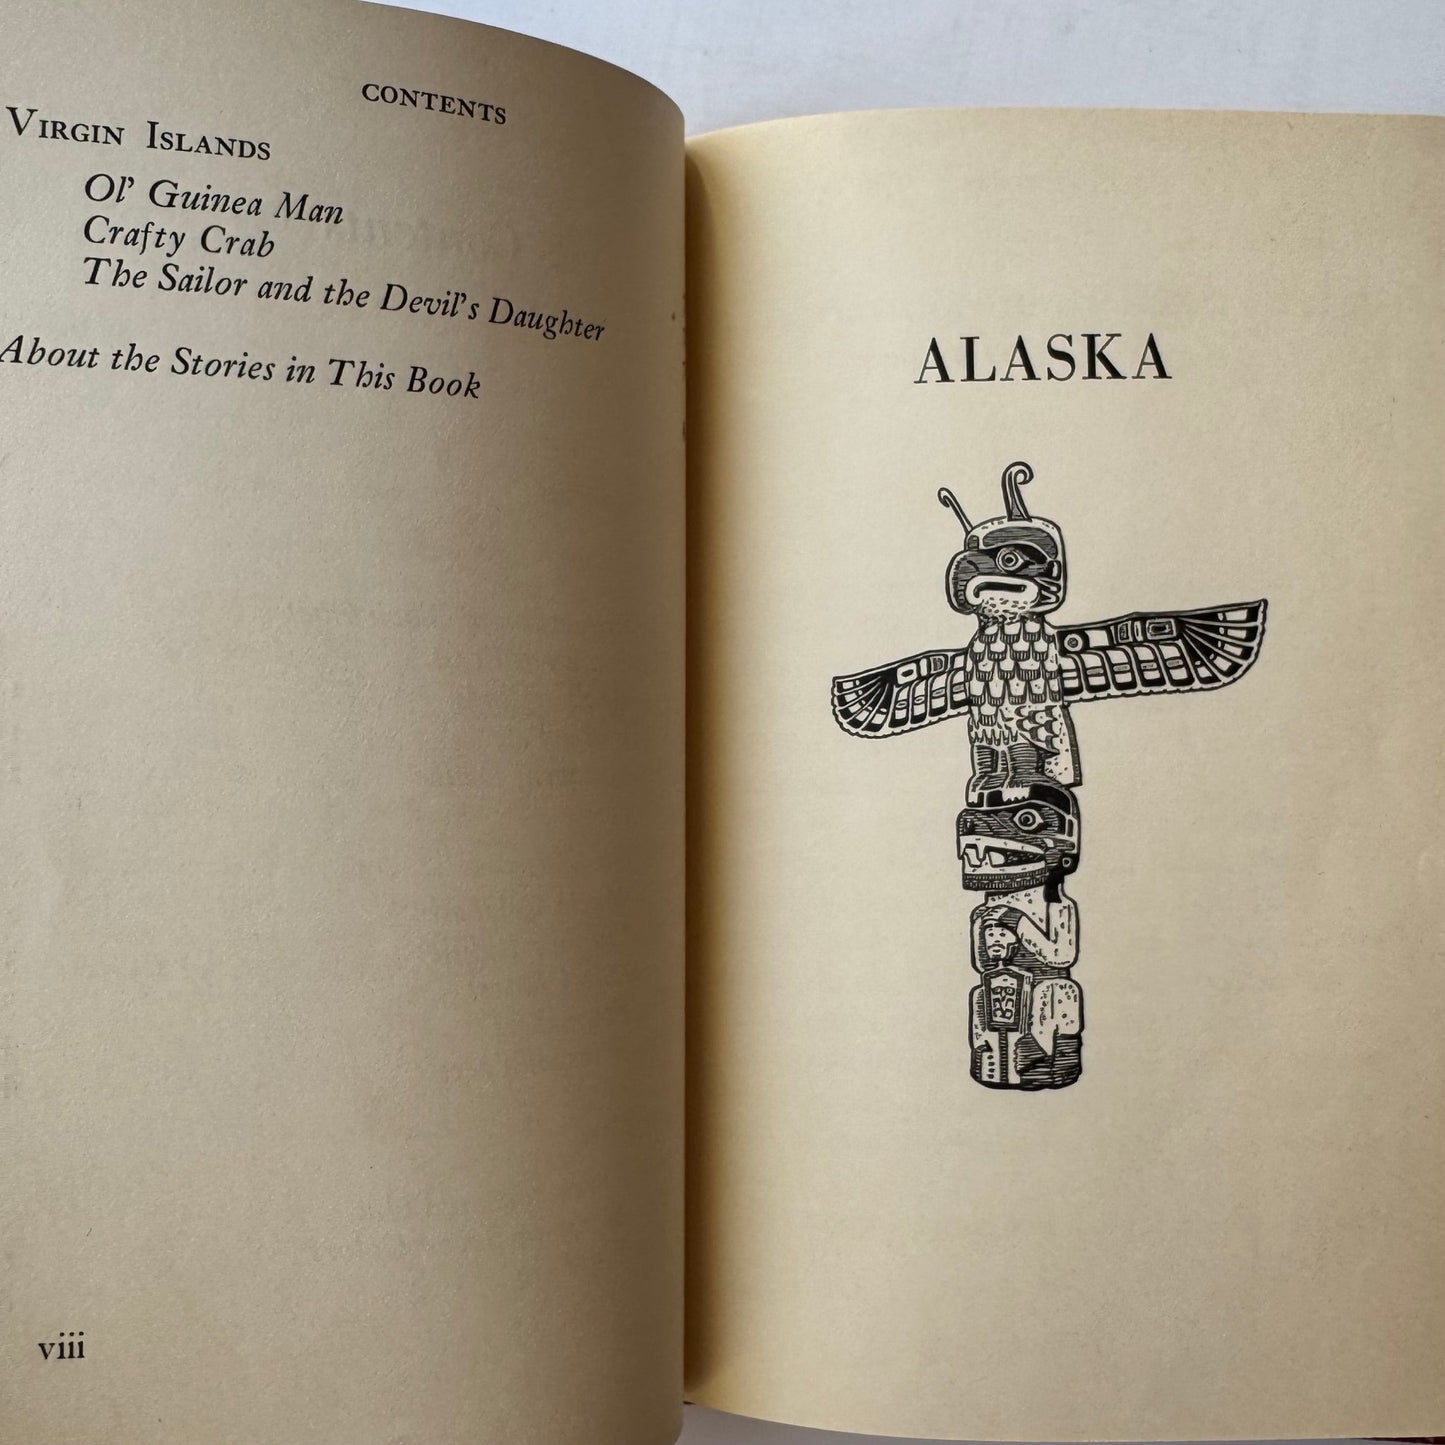 CONTENTS
VIRGIN ISLANDS
Ol' Guinea Man
Crafty Crab
The Sailor and the Devil's Daughter
About the Stories in This Book
viii
ALASKA